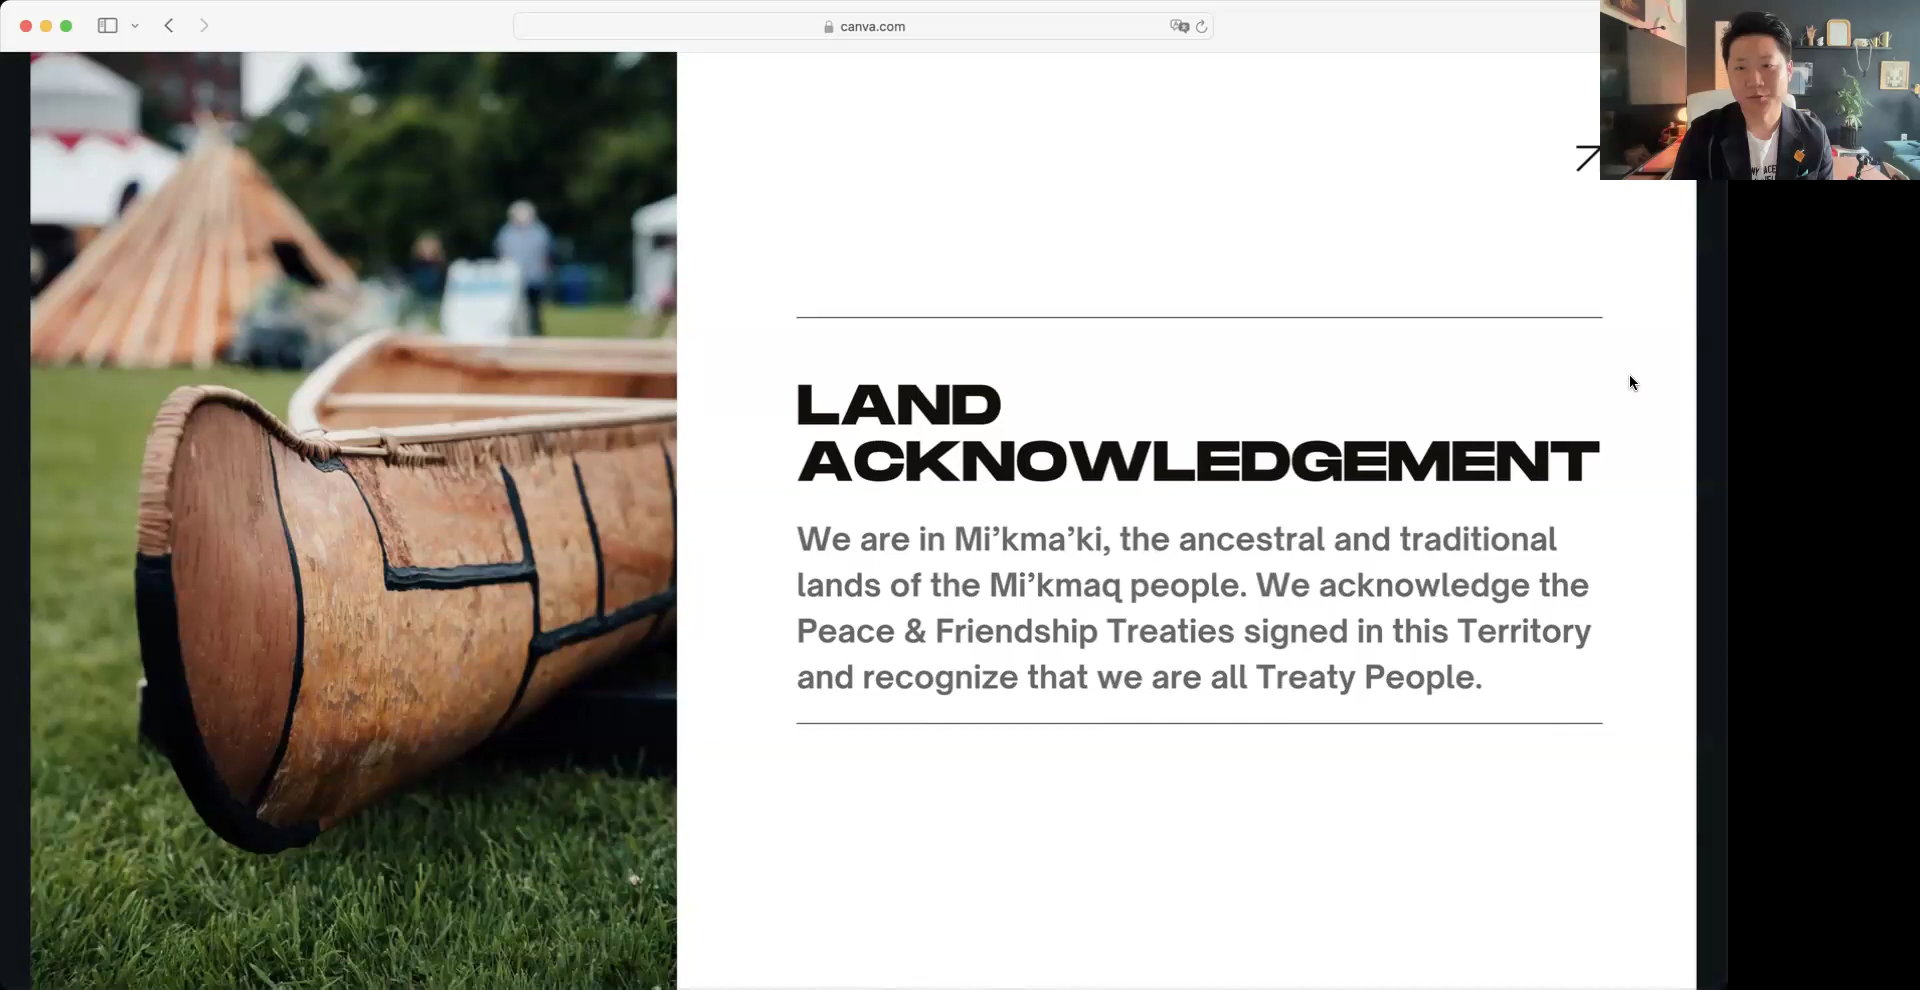 canva.com
LAND
ACKNOWLEDGEMENT
We are in Mi’kma’ki, the ancestral and traditional
lands of the Mi’kmaq people. We acknowledge the
Peace & Friendship Treaties signed in this Territory
and recognize that we are all Treaty People.